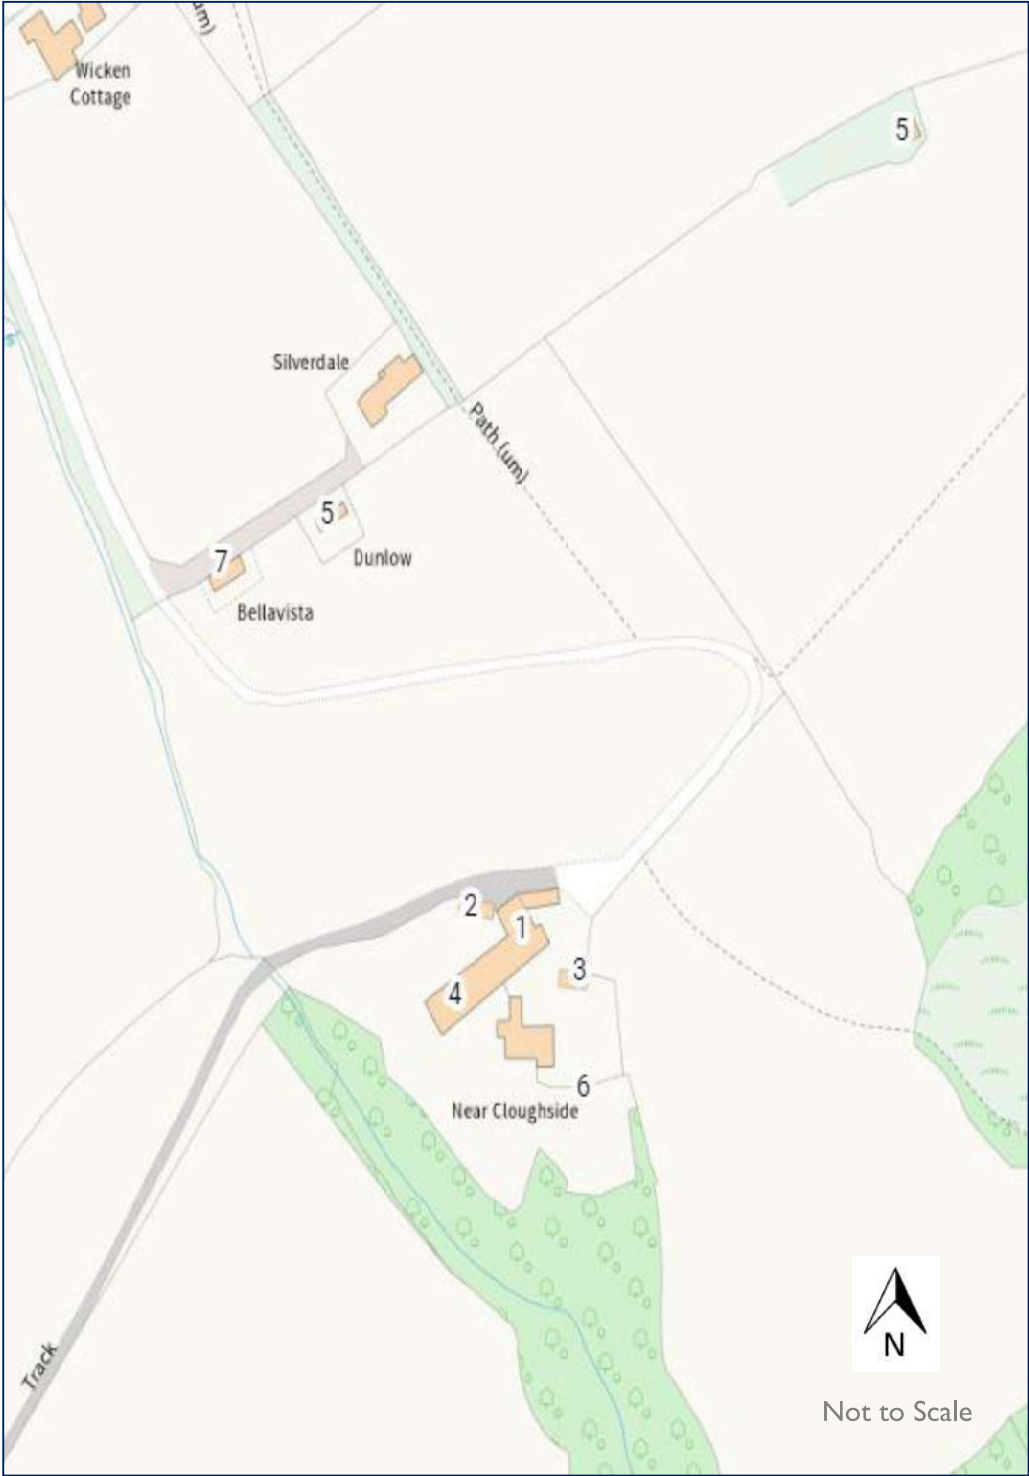 um)
Wicken
Cottage
5
Silverdale
Path (um)
5
Dunlow
7
Bellavista
2
1
3
4
6
Near Cloughside
Track
N
Not to Scale